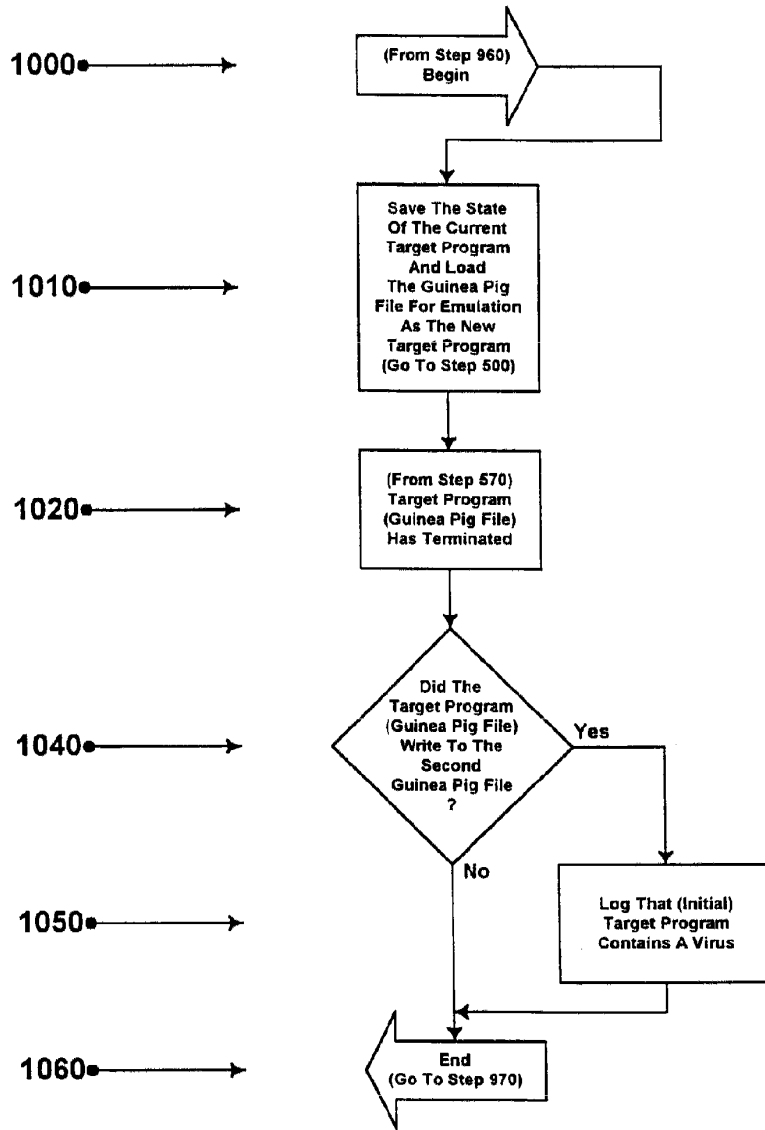 1000
(From Step 960)
Begin
1010
Save The State
Of The Current
Target Program
And Load
The Guinea Pig
File For Emulation
As The New
Target Program
(Go To Step 500)
1020
(From Step 570)
Target Program
(Guinea Pig File)
Has Terminated
1040
Did The
Target Program
(Guinea Pig File)
Write To The
Second
Guinea Pig File
?
Yes
No
1050
Log That (Initial)
Target Program
Contains A Virus
1060
End
(Go To Step 970)